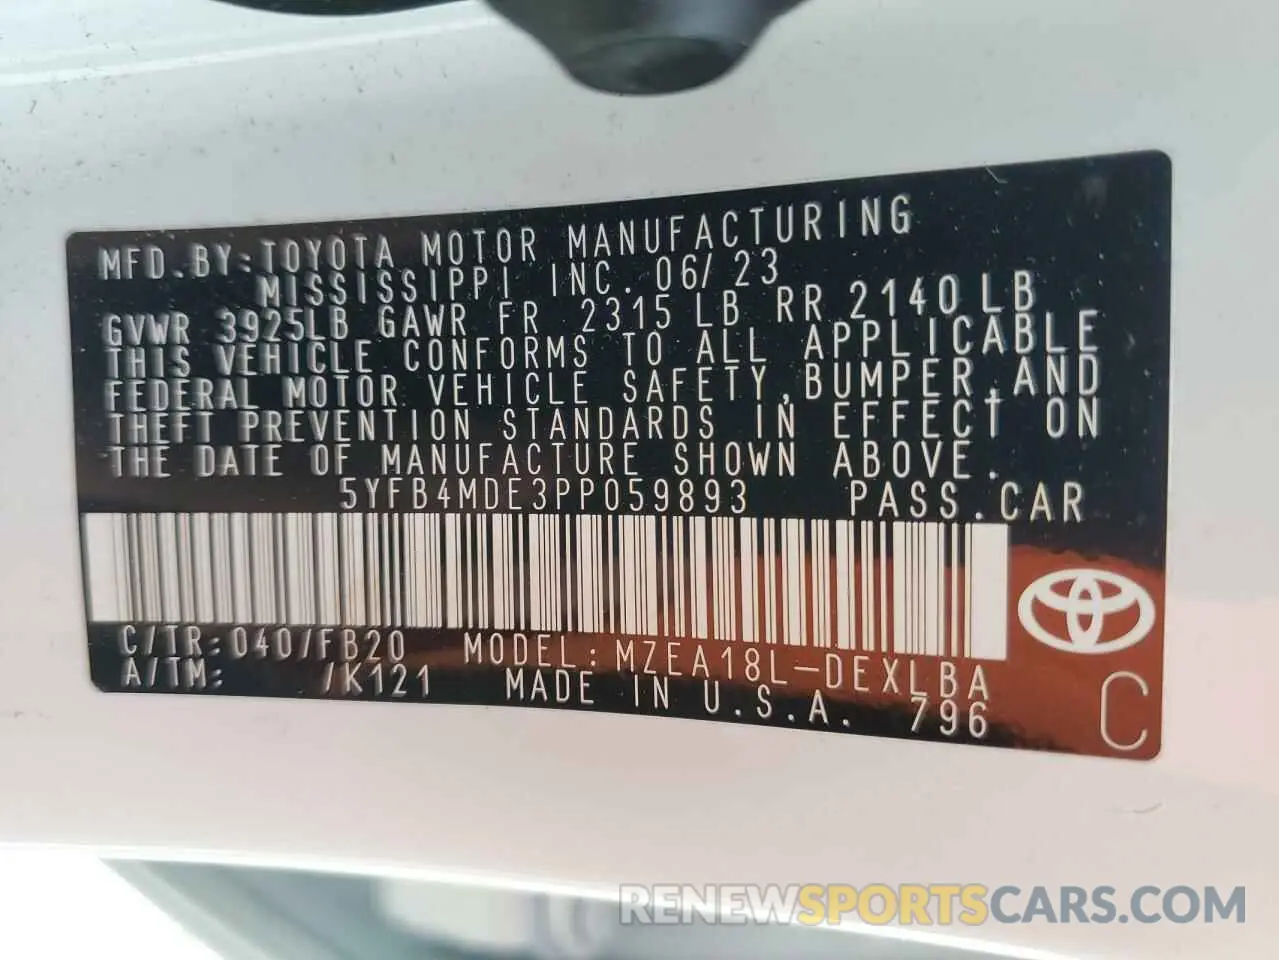 MFD.BY:TOYOTA MOTOR MANUFACTURING
MISSISSIPPI INC. 06/23
GVWR 3925LB GAWR FR 2315 LB RR 2140LB
THIS VEHICLE CONFORMS TO ALL APPLICABLE
FEDERAL MOTOR VEHICLE SAFETY,BUMPER,AND
THEFT PREVENTION STANDARDS IN EFFECT ON
THE DATE OF MANUFACTURE SHOWN ABOVE.
5YFB4MDE3PP059893 PASS.CAR
C/TR:040/FB20 MODEL:MZEA18L-DEXLBA
A/TM: /K121 MADE IN U.S.A. 796
C
RENEWSPORTSCARS.COM